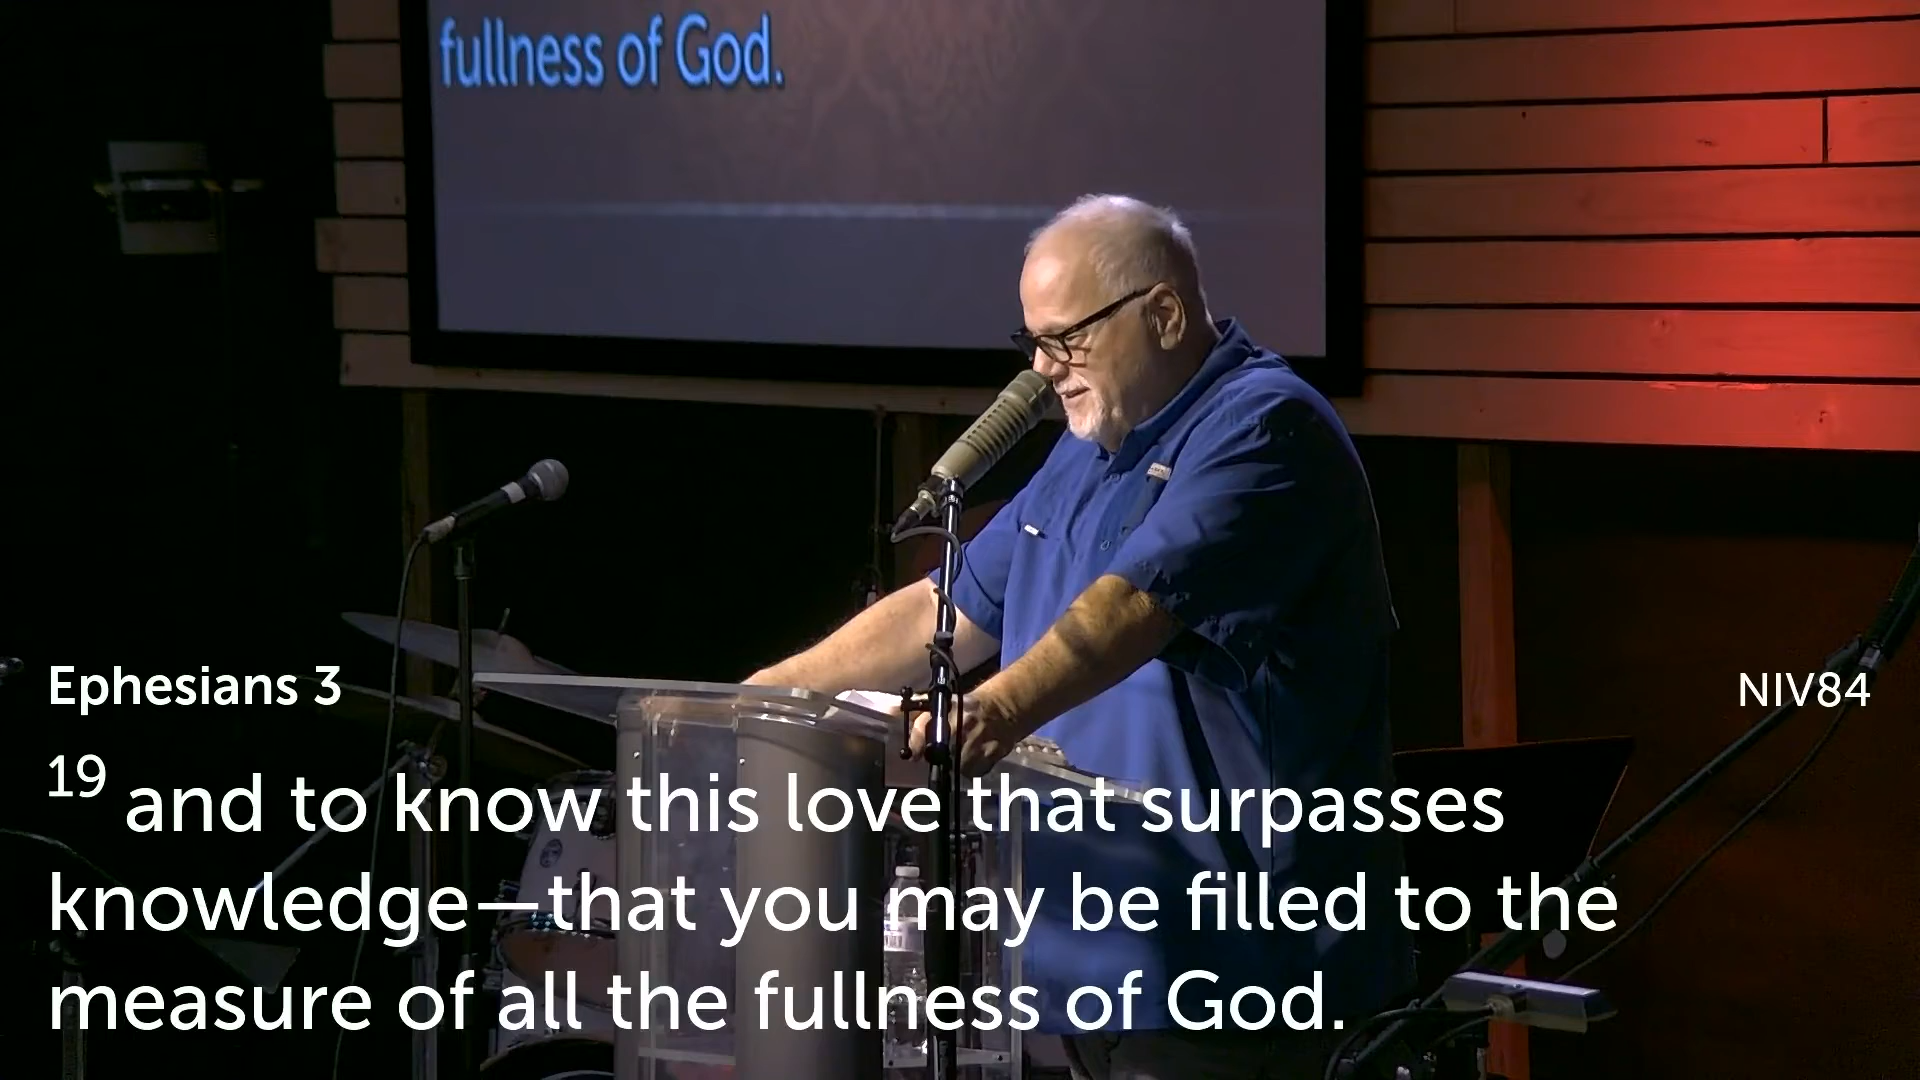 fullness of God.
Ephesians 3
NIV84
19 and to know this love that surpasses
knowledge—that you may be filled to the
measure of all the fullness of God.